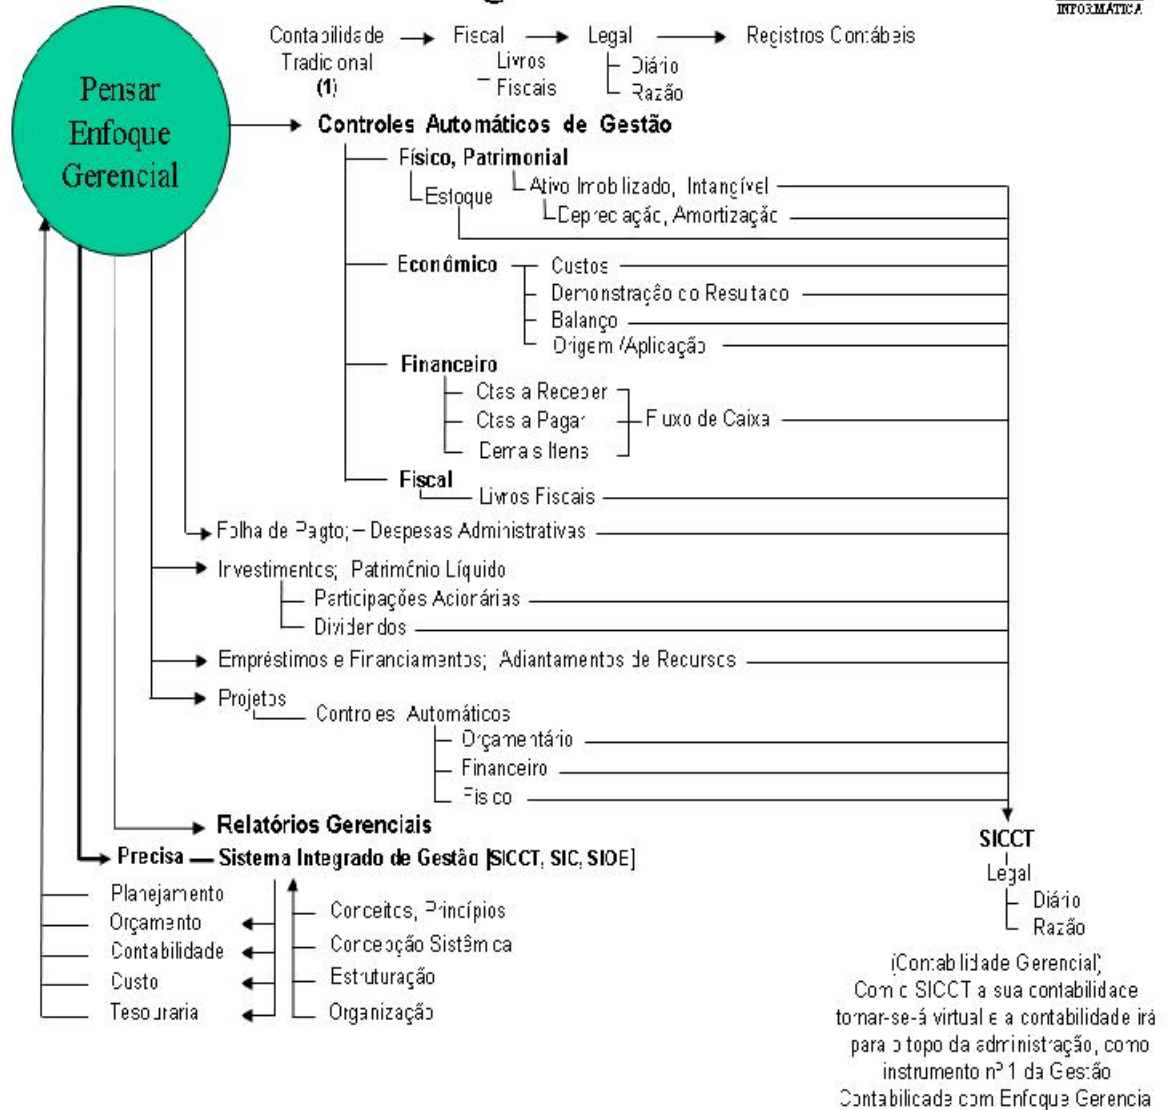 INFORMÁTICA
Contabilidade → Fiscal → Legal → Registros Contábeis
Tradicional
(1)
Livros
Fiscais
Diário
Razão
Pensar
Enfoque
Gerencial
Controles Automáticos de Gestão
Físico, Patrimonial
Estoque
Ativo Imobilizado, Intangível
Depreciação, Amortização
Econômico
Custos
Demonstração do Resultado
Balanço
Origem /Aplicação
Financeiro
Ctas a Receber
Ctas a Pagar
Demais Itens
Fluxo de Caixa
Fiscal
Livros Fiscais
Folha de Pagto; – Despesas Administrativas
Investimentos; Patrimônio Líquido
Participações Acionárias
Dividendos
Empréstimos e Financiamentos; Adiantamentos de Recursos
Projetos
Controles Automáticos
Orçamentário
Financeiro
Físico
Relatórios Gerenciais
Precisa — Sistema Integrado de Gestão [SICCT, SIC, SIOE]
Planejamento
Orçamento
Contabilidade
Custo
Tesouraria
Conceitos, Princípios
Concepção Sistêmica
Estruturação
Organização
SICCT
Legal
Diário
Razão
(Contabilidade Gerencial)
Com o SICCT a sua contabilidade
tornar-se-á virtual e a contabilidade irá
para o topo da administração, como
instrumento nº 1 da Gestão
Contabilidade com Enfoque Gerencia